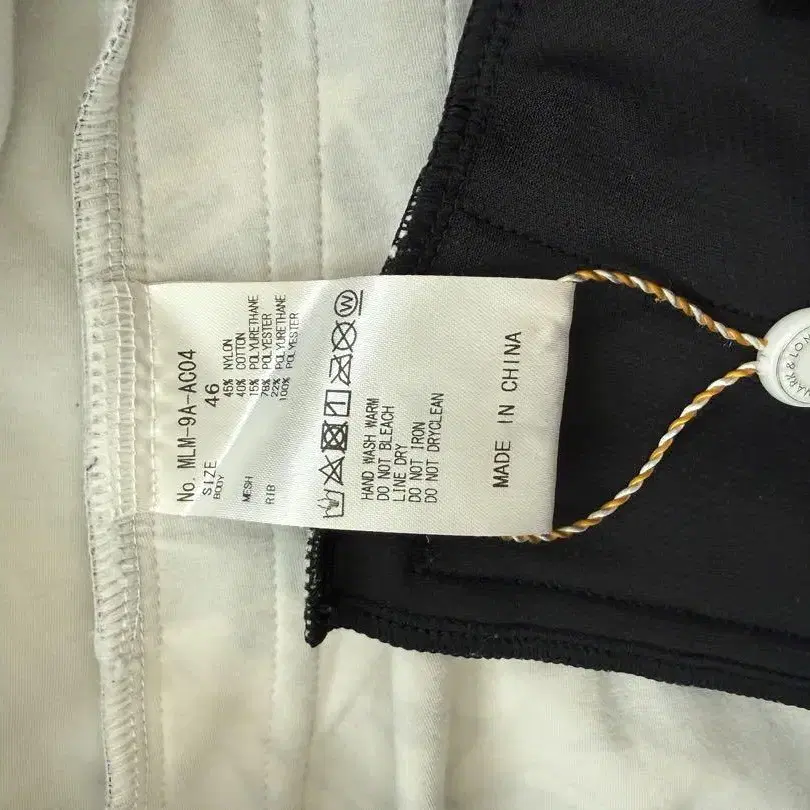 No. MLM-9A-AC04
SIZE 46
BODY 45% NYLON
40% COTTON
15% POLYURETHANE
MESH 78% POLYESTER
22% POLYURETHANE
RIB 100% POLYESTER
W
HAND WASH WARM
DO NOT BLEACH
LINE DRY
DO NOT IRON
DO NOT DRYCLEAN
MADE IN CHINA
MARK & LON